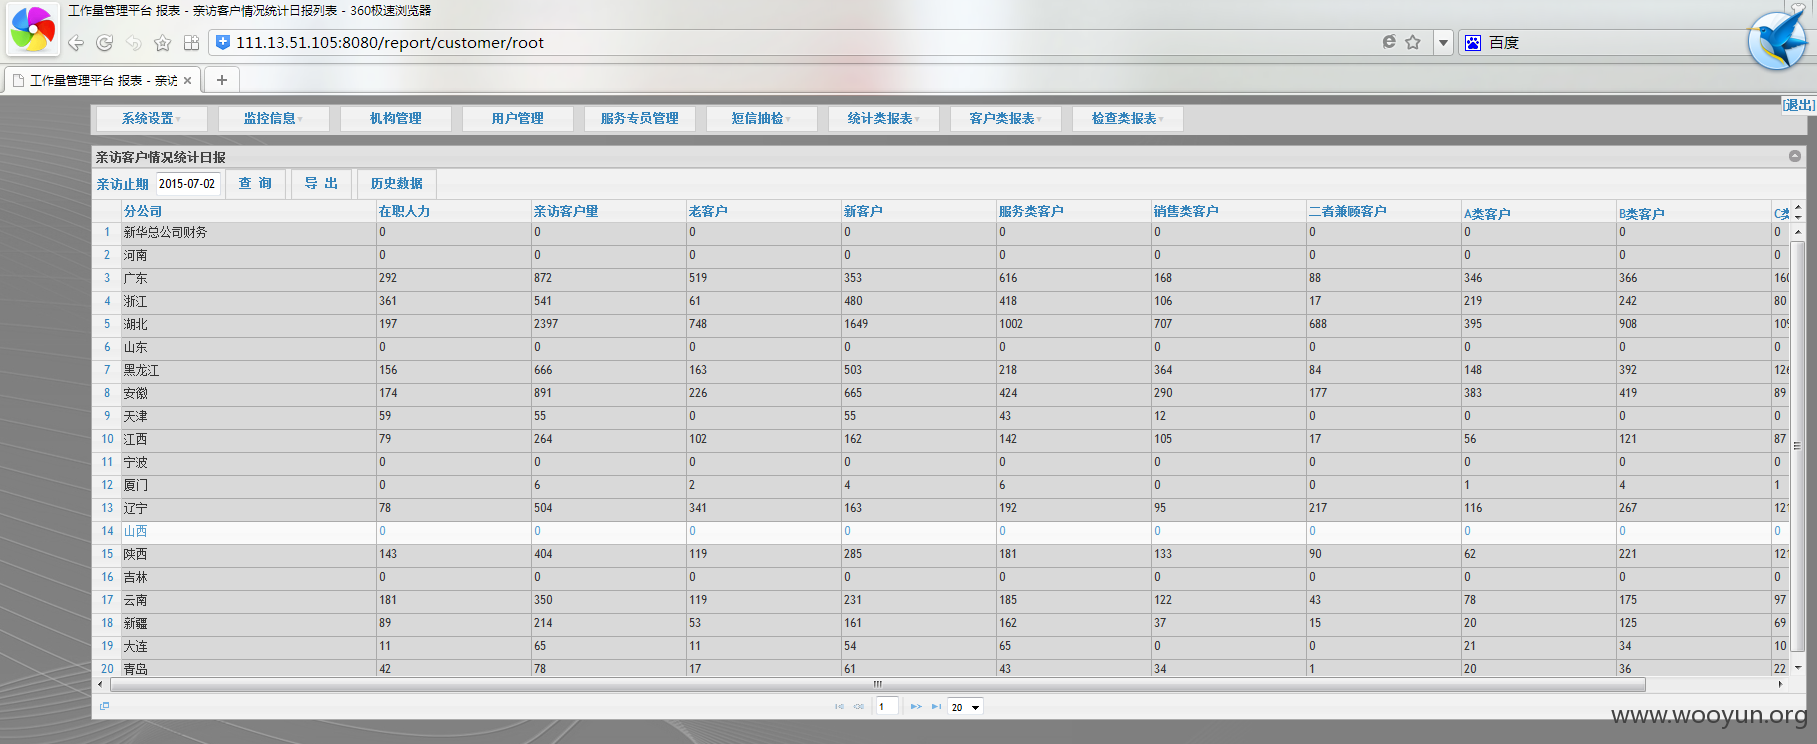 工作量管理平台 报表 - 亲访客户情况统计日报列表 - 360极速浏览器
111.13.51.105:8080/report/customer/root
百度
工作量管理平台 报表 - 亲访
[退出]
系统设置 监控信息 机构管理 用户管理 服务专员管理 短信抽检 统计类报表 客户类报表 检查类报表
亲访客户情况统计日报
亲访止期 2015-07-02 查 询 导 出 历史数据
分公司 在职人力 亲访客户量 老客户 新客户 服务类客户 销售类客户 二者兼顾客户 A类客户 B类客户 C类
1 新华总公司财务 0 0 0 0 0 0 0 0 0 0
2 河南 0 0 0 0 0 0 0 0 0 0
3 广东 292 872 519 353 616 168 88 346 366 160
4 浙江 361 541 61 480 418 106 17 219 242 80
5 湖北 197 2397 748 1649 1002 707 688 395 908 109
6 山东 0 0 0 0 0 0 0 0 0 0
7 黑龙江 156 666 163 503 218 364 84 148 392 126
8 安徽 174 891 226 665 424 290 177 383 419 89
9 天津 59 55 0 55 43 12 0 0 0 0
10 江西 79 264 102 162 142 105 17 56 121 87
11 宁波 0 0 0 0 0 0 0 0 0 0
12 厦门 0 6 2 4 6 0 0 1 4 1
13 辽宁 78 504 341 163 192 95 217 116 267 121
14 山西 0 0 0 0 0 0 0 0 0 0
15 陕西 143 404 119 285 181 133 90 62 221 121
16 吉林 0 0 0 0 0 0 0 0 0 0
17 云南 181 350 119 231 185 122 43 78 175 97
18 新疆 89 214 53 161 162 37 15 20 125 69
19 大连 11 65 11 54 65 0 0 21 34 10
20 青岛 42 78 17 61 43 34 1 20 36 22
1 20
www.wooyun.org